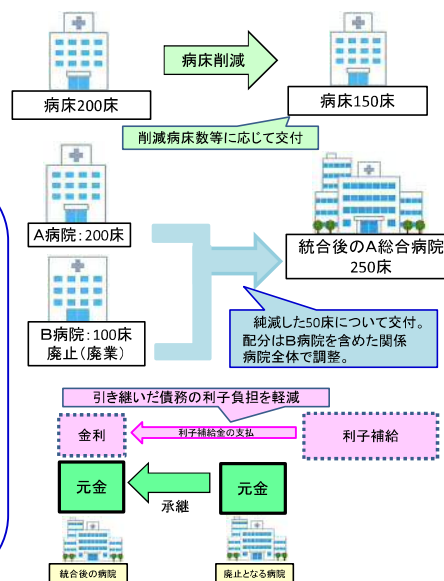 病床削減
病床200床
病床150床
削減病床数等に応じて交付
A病院：200床
統合後のA総合病院
250床
B病院：100床
廃止（廃業）
純減した50床について交付。
配分はB病院を含めた関係
病院全体で調整。
引き継いだ債務の利子負担を軽減
金利
利子補給金の支払
利子補給
元金
承継
元金
統合後の病院
廃止となる病院